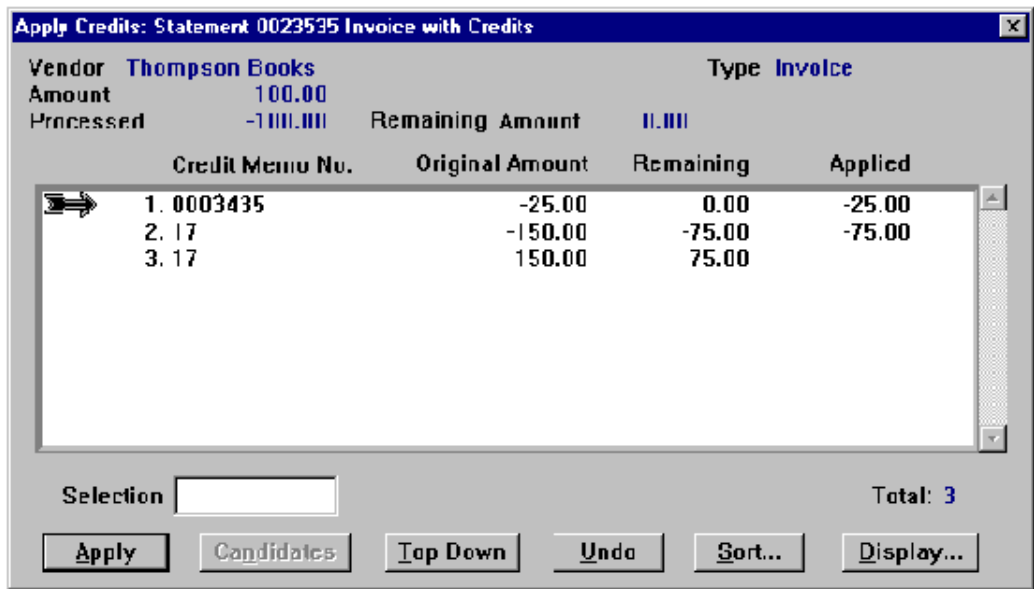 Apply Credits: Statement 0023535 Invoice with Credits
Vendor Thompson Books Type Invoice
Amount 100.00
Processed -100.00 Remaining Amount 0.00
Credit Memo No. Original Amount Remaining Applied
1. 0003435 -25.00 0.00 -25.00
2. 17 -150.00 -75.00 -75.00
3. 17 150.00 75.00
Selection Total: 3
Apply Candidates Top Down Undo Sort... Display...